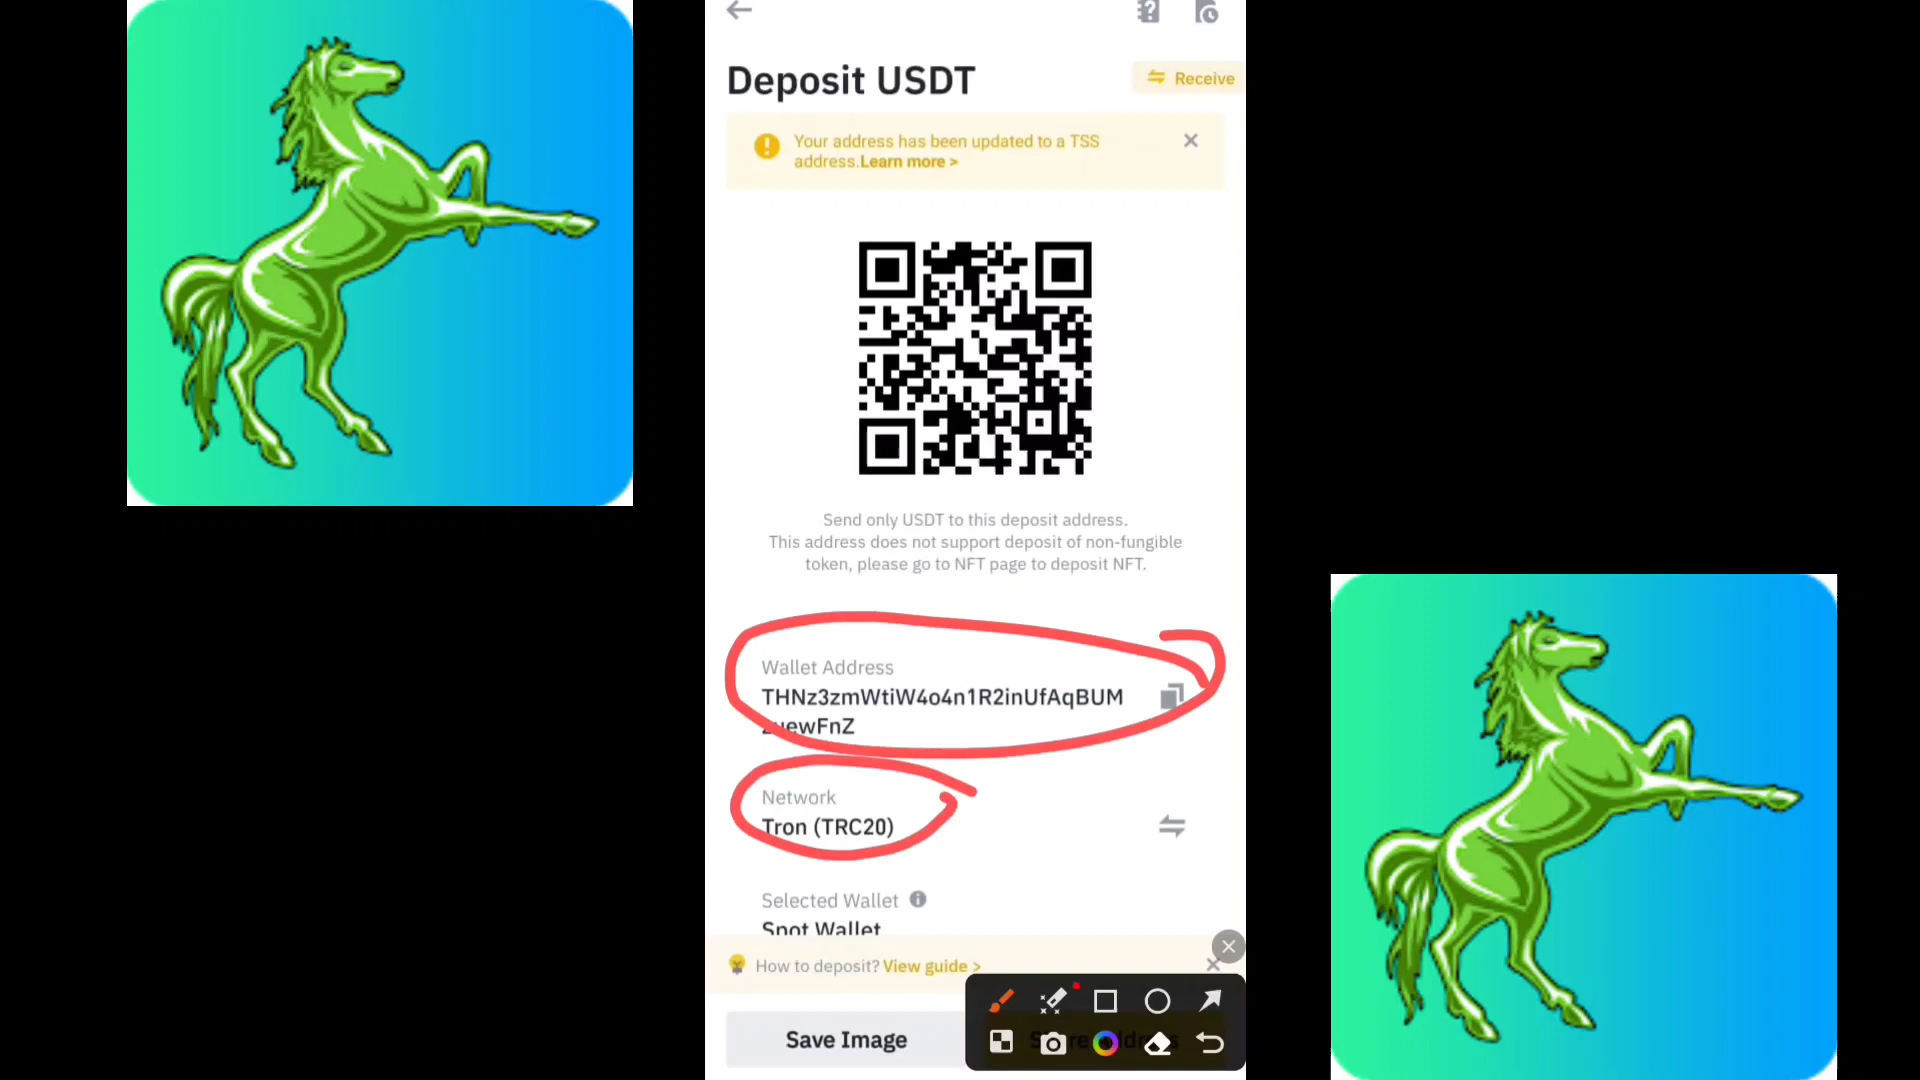 Deposit USDT
Receive
Your address has been updated to a TSS
address.Learn more >
Send only USDT to this deposit address.
This address does not support deposit of non-fungible
token, please go to NFT page to deposit NFT.
Wallet Address
THNz3zmWtiW4o4n1R2inUfAqBUM
Network
Tron (TRC20)
Selected Wallet
Spot Wallet
How to deposit? View guide >
Save Image